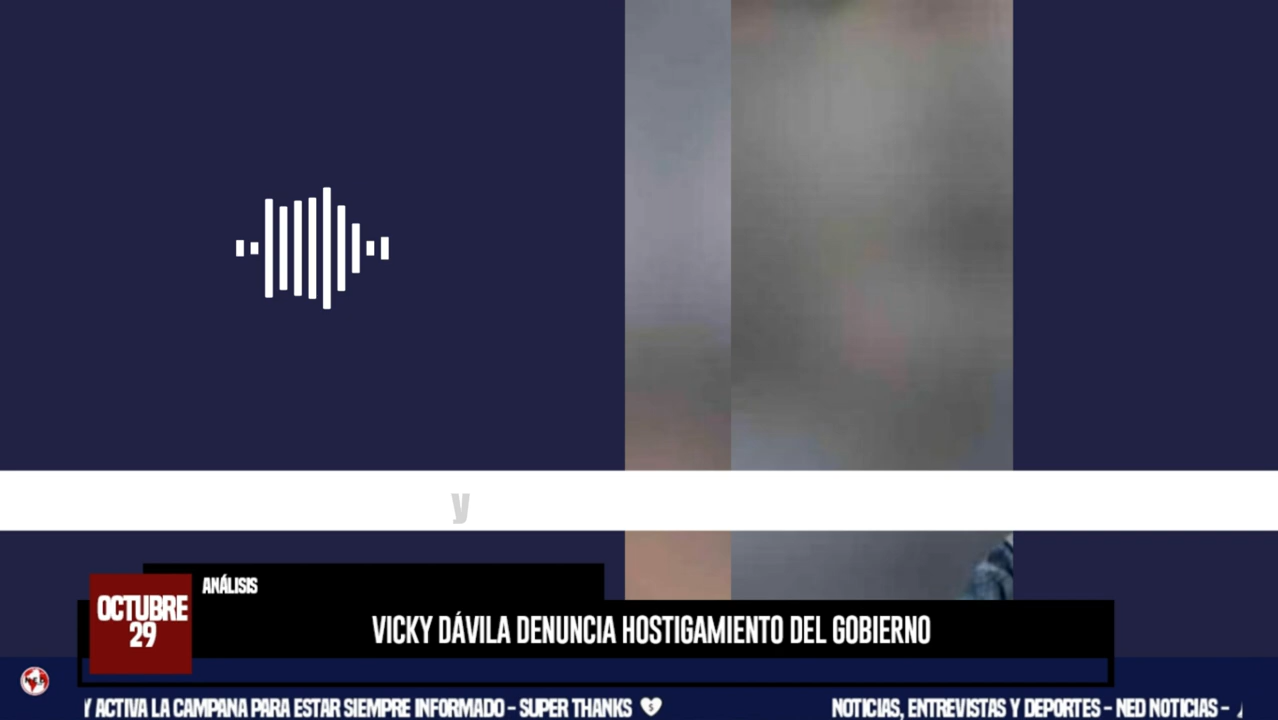 y
ANÁLISIS
OCTUBRE
29
VICKY DÁVILA DENUNCIA HOSTIGAMIENTO DEL GOBIERNO
Y ACTIVA LA CAMPANA PARA ESTAR SIEMPRE INFORMADO - SUPER THANKS NOTICIAS, ENTREVISTAS Y DEPORTES - NED NOTICIAS -